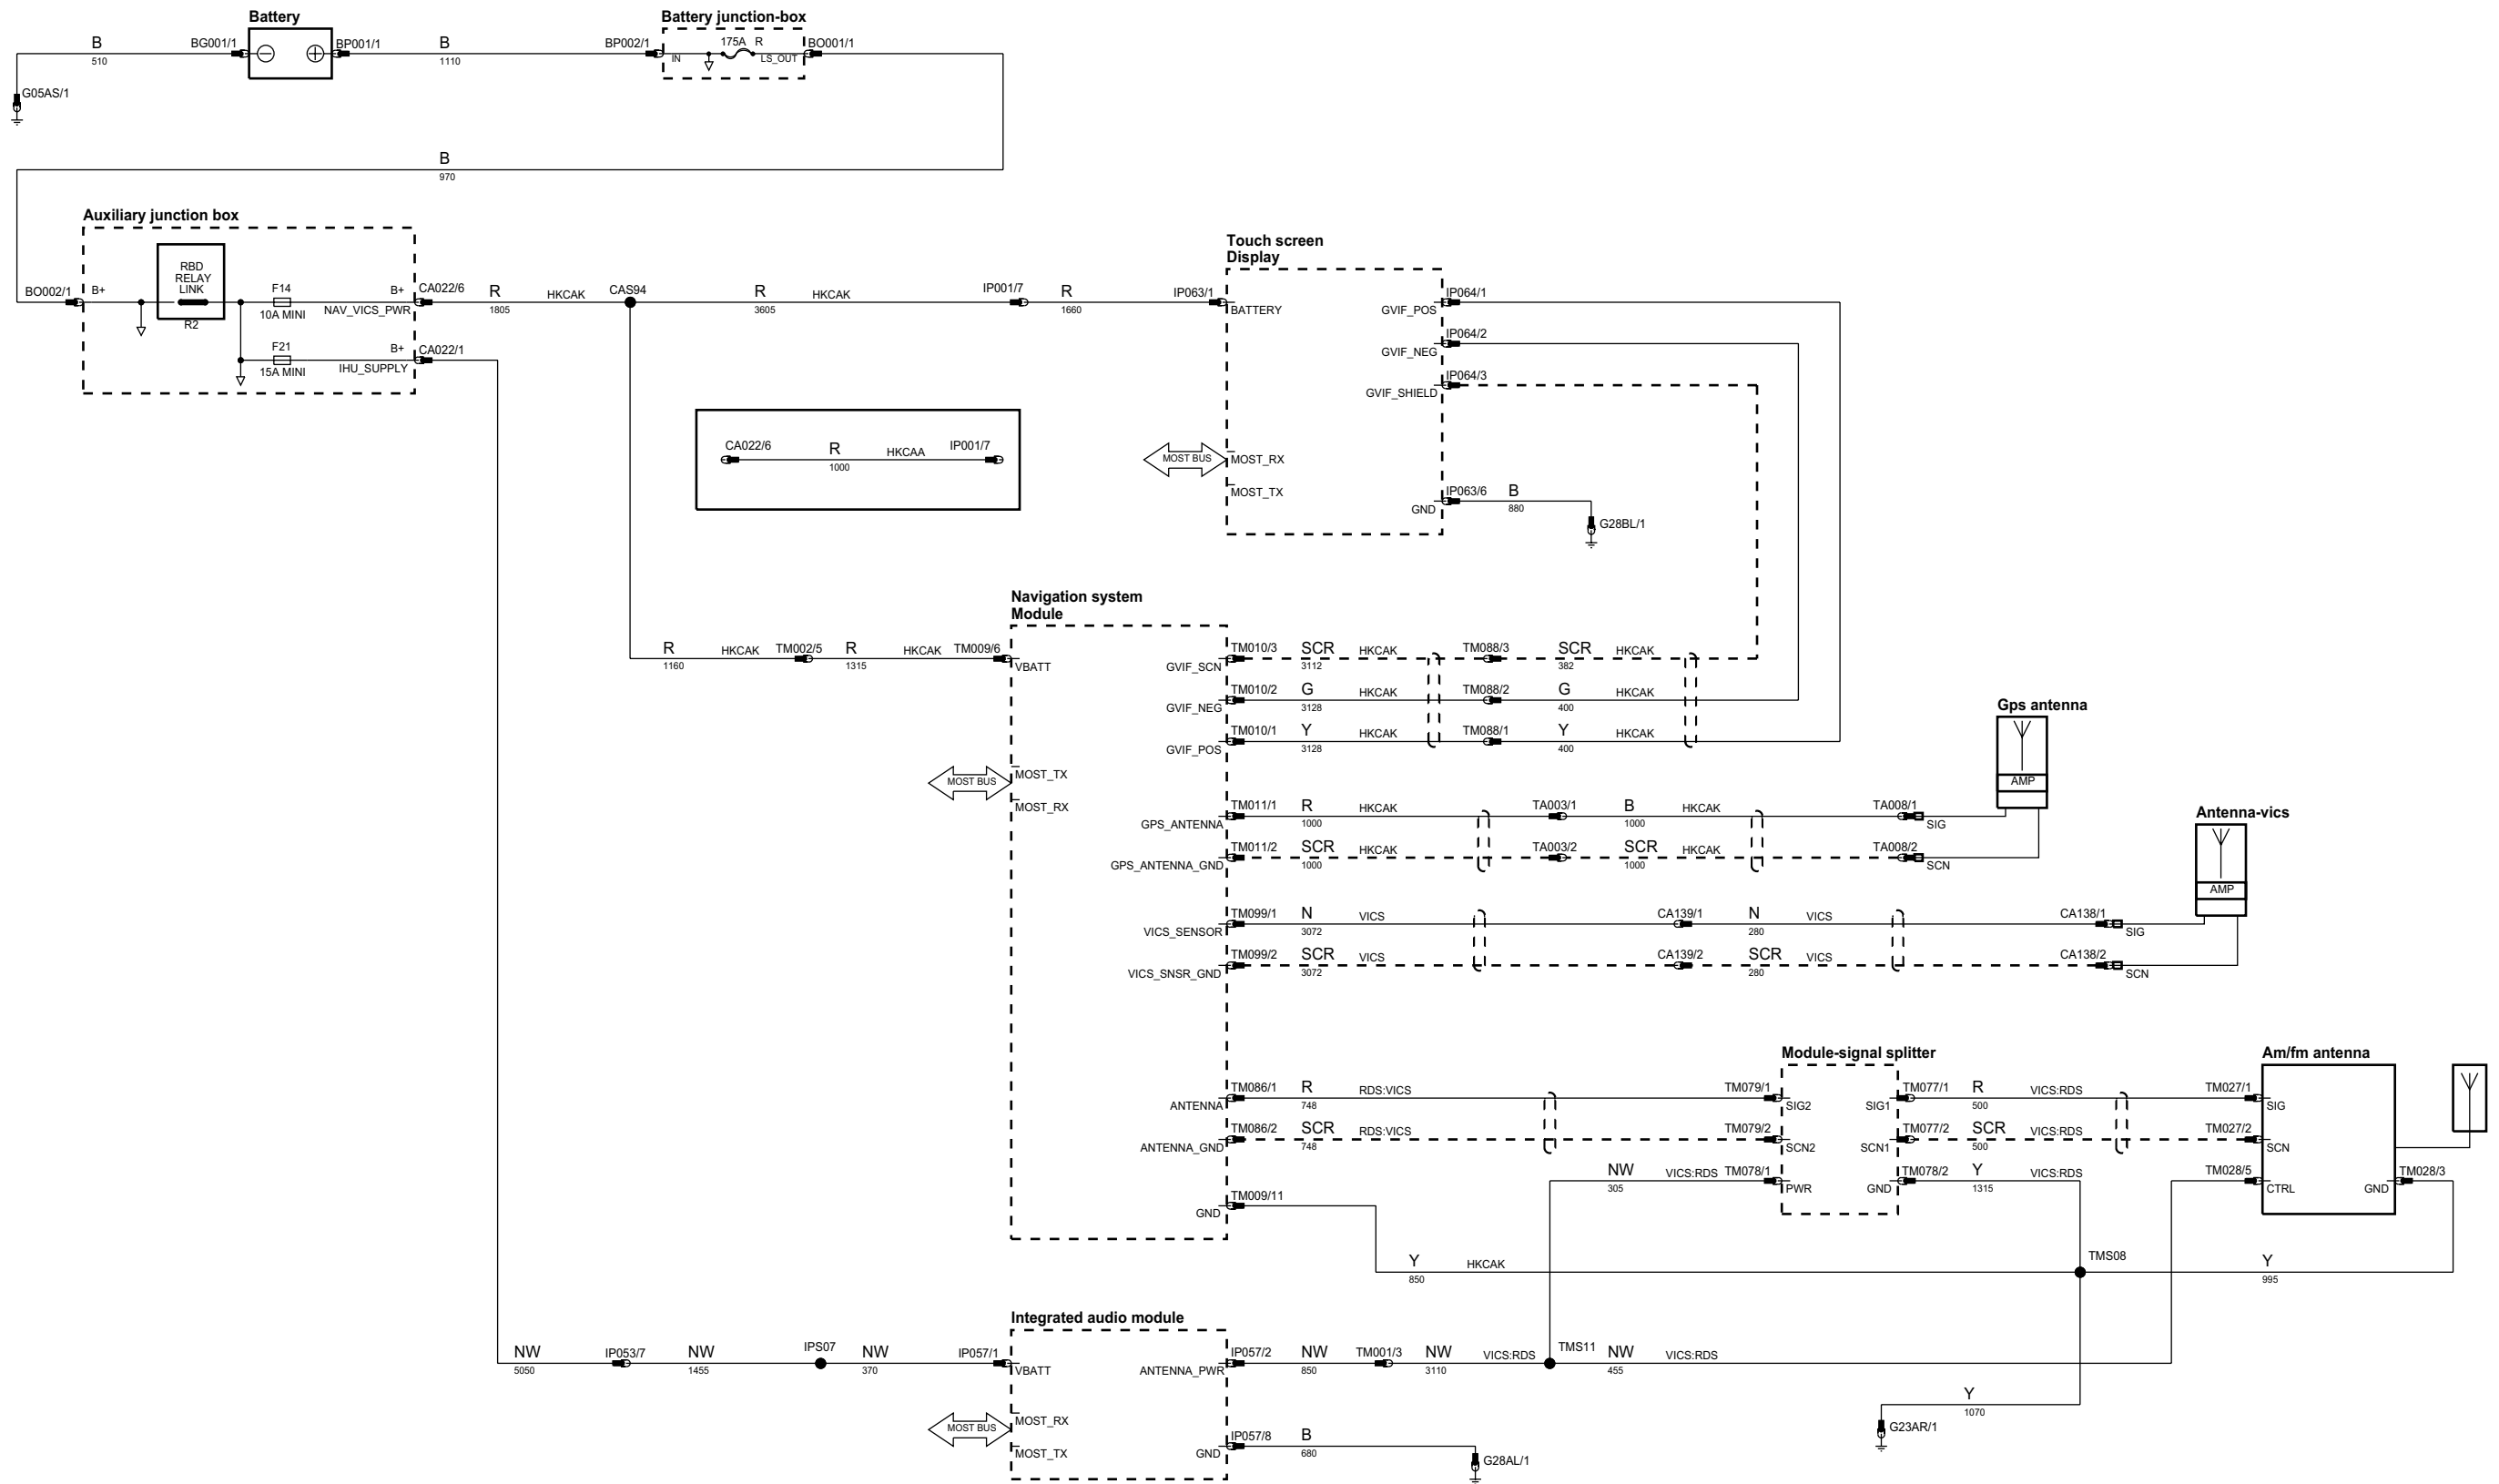 Battery
Battery junction-box
B
510
BG001/1
BP001/1
B
1110
BP002/1
IN
175A
R
LS_OUT
BO001/1
G05AS/1
B
970
Auxiliary junction box
BO002/1
B+
RBD
RELAY
LINK
R2
F14
10A MINI
B+
NAV_VICS_PWR
CA022/6
R
1805
HKCAK
CAS94
R
3605
HKCAK
IP001/7
R
1660
IP063/1
F21
15A MINI
B+
IHU_SUPPLY
CA022/1
CA022/6
R
1000
HKCAA
IP001/7
Touch screen
Display
BATTERY
GVIF_POS
IP064/1
GVIF_NEG
IP064/2
GVIF_SHIELD
IP064/3
MOST BUS
MOST_RX
MOST_TX
GND
IP063/6
B
880
G28BL/1
Navigation system
Module
R
1160
HKCAK
TM002/5
R
1315
HKCAK
TM009/6
VBATT
GVIF_SCN
TM010/3
SCR
3112
HKCAK
TM088/3
SCR
382
HKCAK
GVIF_NEG
TM010/2
G
3128
HKCAK
TM088/2
G
400
HKCAK
GVIF_POS
TM010/1
Y
3128
HKCAK
TM088/1
Y
400
HKCAK
MOST BUS
MOST_TX
MOST_RX
GPS_ANTENNA
TM011/1
R
1000
HKCAK
TA003/1
B
1000
HKCAK
TA008/1
SIG
Gps antenna
AMP
GPS_ANTENNA_GND
TM011/2
SCR
1000
HKCAK
TA003/2
SCR
1000
HKCAK
TA008/2
SCN
Antenna-vics
AMP
VICS_SENSOR
TM099/1
N
3072
VICS
CA139/1
N
280
VICS
CA138/1
SIG
VICS_SNSR_GND
TM099/2
SCR
3072
VICS
CA139/2
SCR
280
VICS
CA138/2
SCN
Module-signal splitter
Am/fm antenna
ANTENNA
TM086/1
R
748
RDS:VICS
TM079/1
SIG2
SIG1
TM077/1
R
500
VICS:RDS
TM027/1
SIG
ANTENNA_GND
TM086/2
SCR
748
RDS:VICS
TM079/2
SCN2
SCN1
TM077/2
SCR
500
VICS:RDS
TM027/2
SCN
NW
305
VICS:RDS
TM078/1
PWR
GND
TM078/2
Y
1315
VICS:RDS
TM028/5
CTRL
GND
TM028/3
GND
TM009/11
Y
850
HKCAK
TMS08
Y
995
Integrated audio module
NW
5050
IP053/7
NW
1455
IPS07
NW
370
IP057/1
VBATT
ANTENNA_PWR
IP057/2
NW
850
TM001/3
NW
3110
VICS:RDS
TMS11
NW
455
VICS:RDS
Y
1070
G23AR/1
MOST BUS
MOST_RX
MOST_TX
GND
IP057/8
B
680
G28AL/1